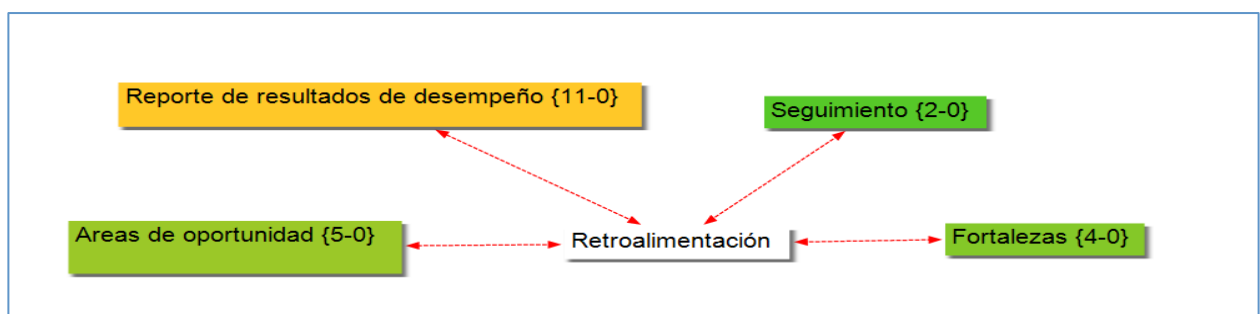 Reporte de resultados de desempeño {11-0}
Seguimiento {2-0}
Areas de oportunidad {5-0}
Retroalimentación
Fortalezas {4-0}